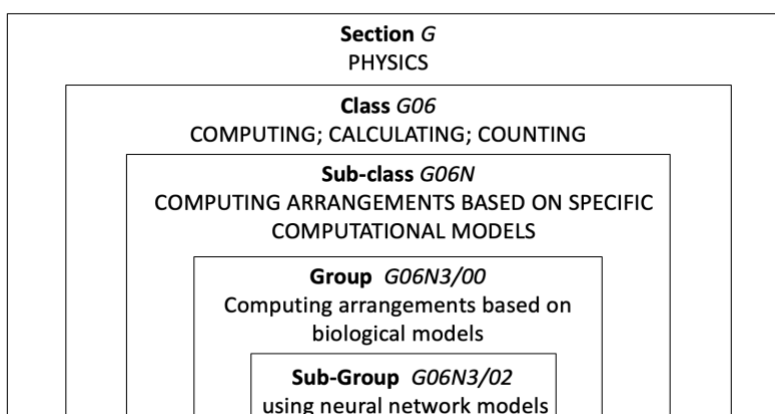 Section G
PHYSICS
Class G06
COMPUTING; CALCULATING; COUNTING
Sub-class G06N
COMPUTING ARRANGEMENTS BASED ON SPECIFIC
COMPUTATIONAL MODELS
Group G06N3/00
Computing arrangements based on
biological models
Sub-Group G06N3/02
using neural network models